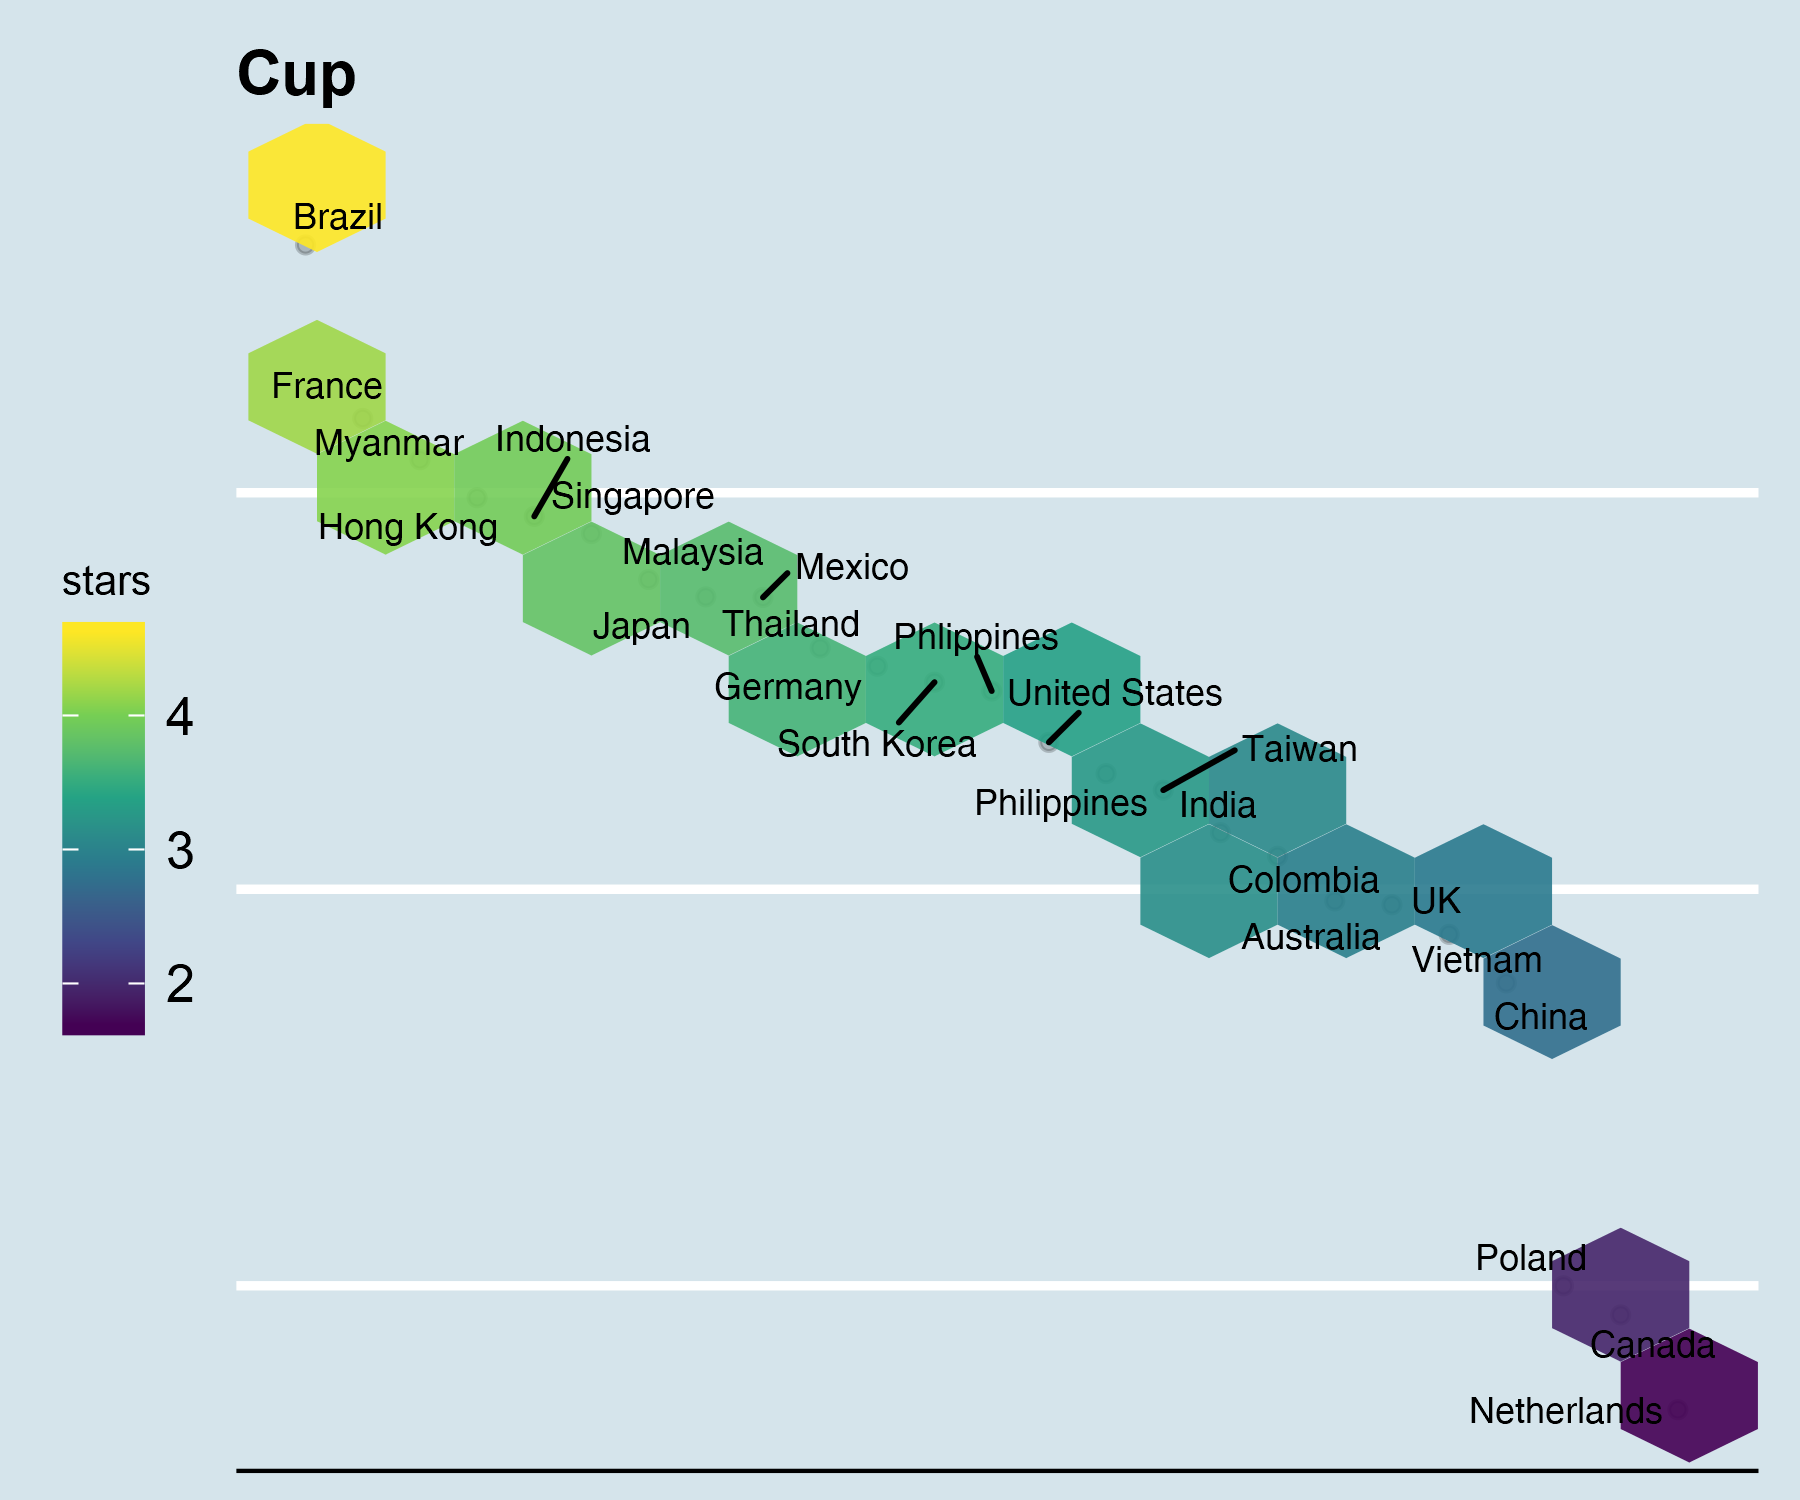 Cup
Brazil
France
Myanmar
Indonesia
Singapore
Hong Kong
Malaysia
Mexico
stars
Japan
Thailand
Phlippines
Germany
United States
4
South Korea
Taiwan
Philippines
India
3
Colombia
UK
Australia
Vietnam
2
China
Poland
Canada
Netherlands